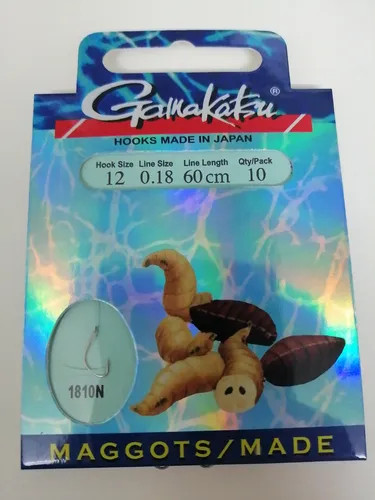 Gamakatsu®
HOOKS MADE IN JAPAN
Hook Size Line Size Line Length Qty/Pack
12 0.18 60cm 10
1810N
MAGGOTS/MADE